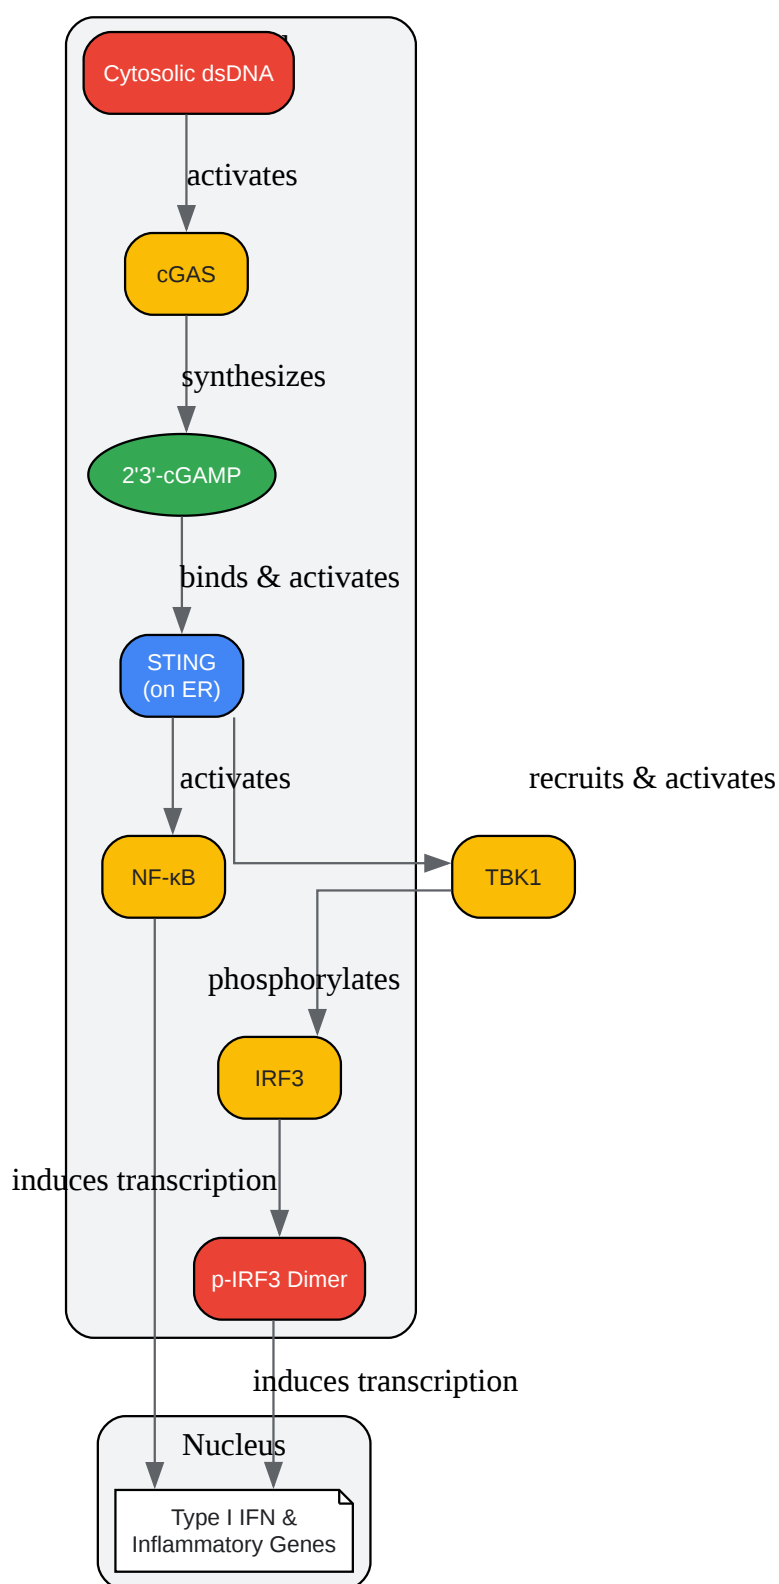 Cytosolic dsDNA
activates
cGAS
synthesizes
2'3'-cGAMP
binds & activates
STING
(on ER)
activates
recruits & activates
NF-κB
TBK1
phosphorylates
IRF3
induces transcription
p-IRF3 Dimer
induces transcription
Nucleus
Type I IFN &
Inflammatory Genes